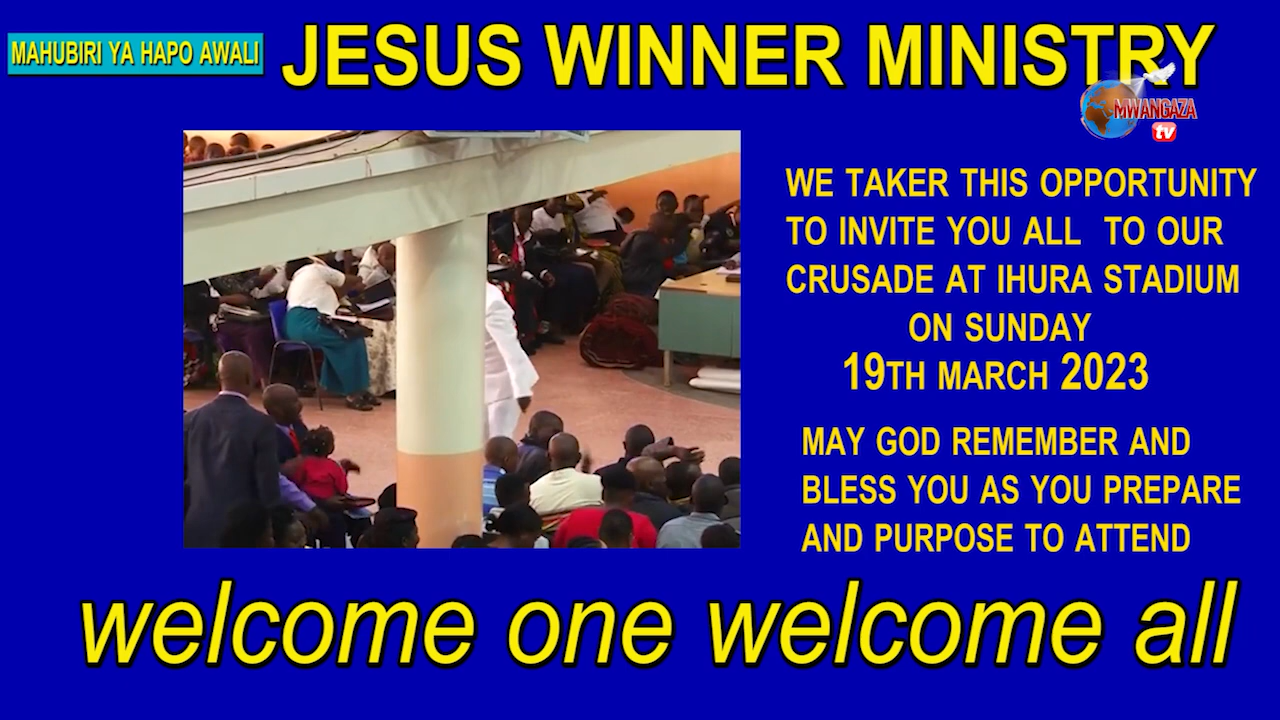 MAHUBIRI YA HAPO AWALI
JESUS WINNER MINISTRY
MWANGAZA
tv
WE TAKER THIS OPPORTUNITY
TO INVITE YOU ALL TO OUR
CRUSADE AT IHURA STADIUM
ON SUNDAY
19TH MARCH 2023
MAY GOD REMEMBER AND
BLESS YOU AS YOU PREPARE
AND PURPOSE TO ATTEND
welcome one welcome all